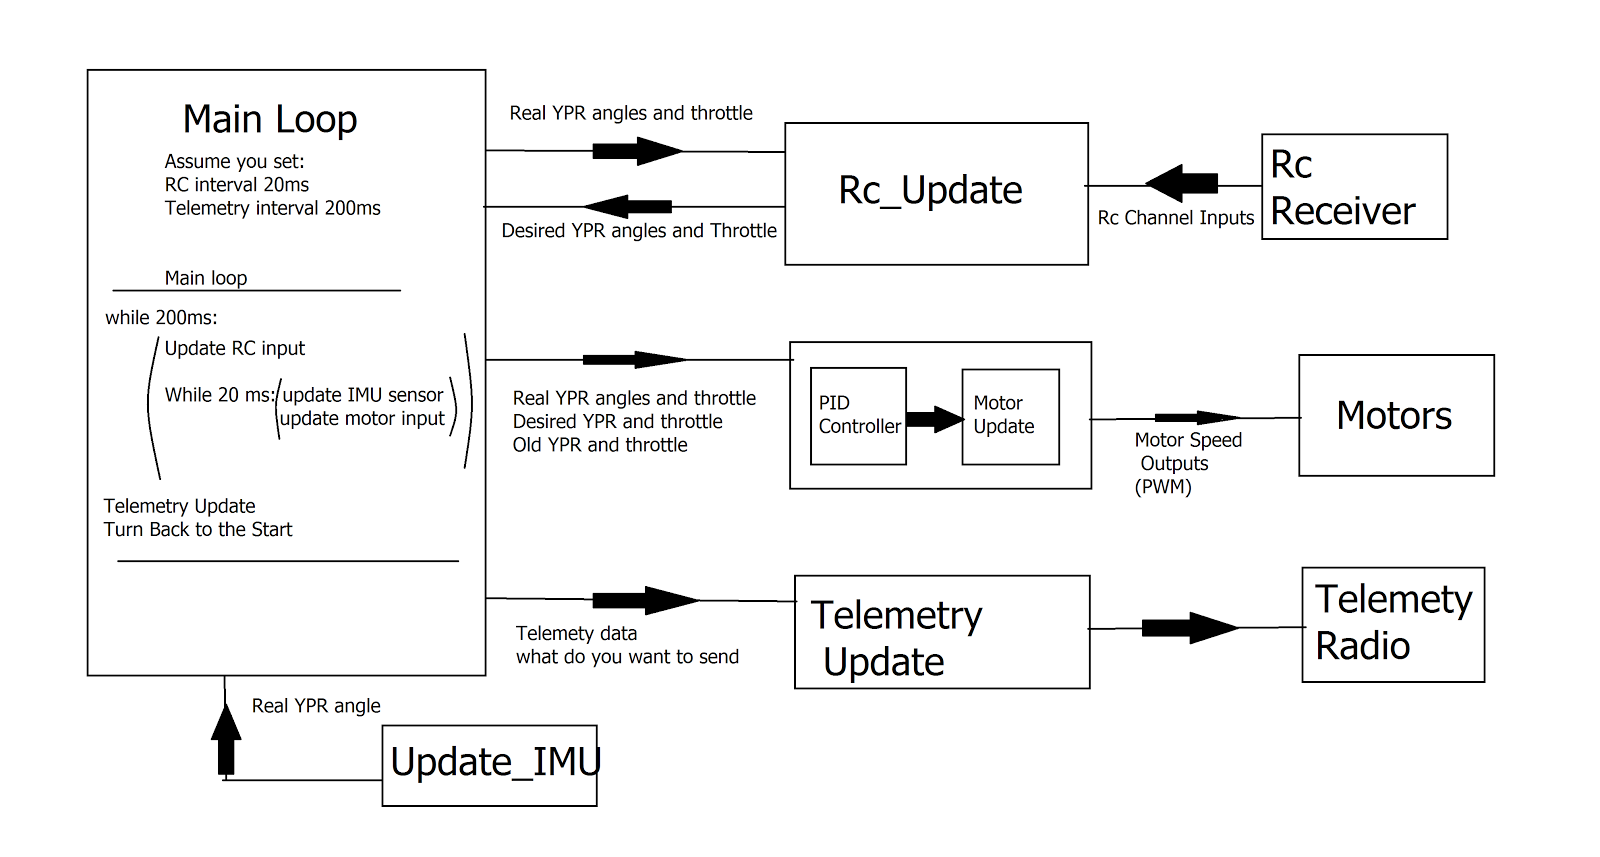 Main Loop
Assume you set:
RC interval 20ms
Telemetry interval 200ms
Main loop
while 200ms:
Update RC input
While 20 ms: update IMU sensor
update motor input
Telemetry Update
Turn Back to the Start
Real YPR angles and throttle
Desired YPR angles and Throttle
Rc_Update
Rc Channel Inputs
Rc
Receiver
Real YPR angles and throttle
Desired YPR and throttle
Old YPR and throttle
PID
Controller
Motor
Update
Motor Speed
Outputs
(PWM)
Motors
Telemety data
what do you want to send
Telemetry
Update
Telemety
Radio
Real YPR angle
Update_IMU